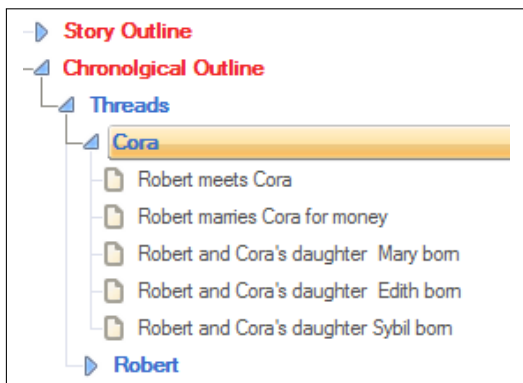 Story Outline
Chronolgical Outline
Threads
Cora
Robert meets Cora
Robert marries Cora for money
Robert and Cora's daughter  Mary born
Robert and Cora's daughter  Edith born
Robert and Cora's daughter Sybil born
Robert